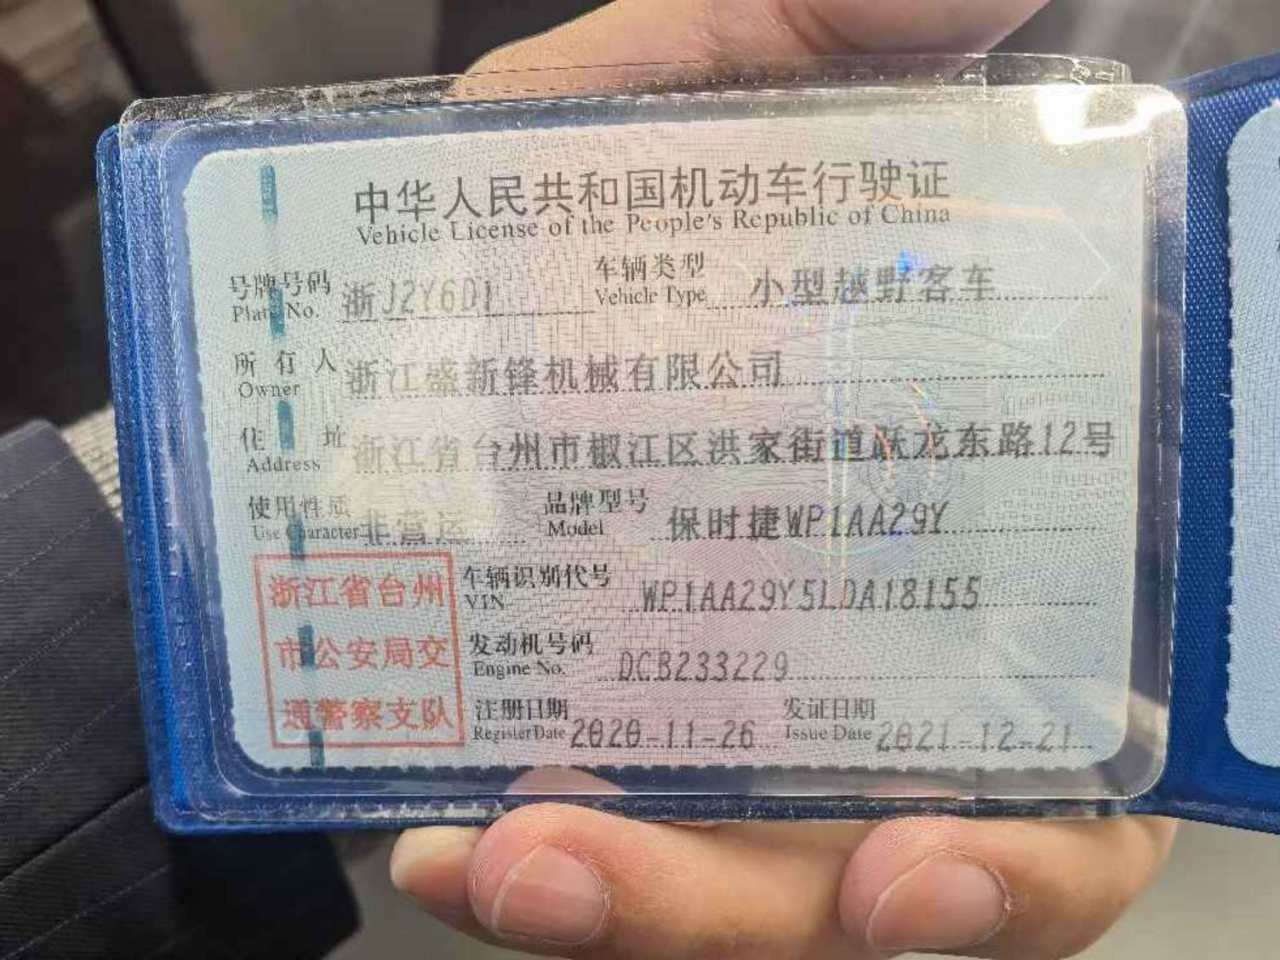 中华人民共和国机动车行驶证
Vehicle License of the People's Republic of China
号牌号码 浙J2Y6D1 车辆类型 小型越野客车
Plate No. Vehicle Type
所有人 浙江盛新锋机械有限公司
Owner
住址 浙江省台州市椒江区洪家街道跃龙东路12号
Address
使用性质 非营运 品牌型号 保时捷WP1AA29Y
Use Character Model
浙江省台州
市公安局交
通警察支队
车辆识别代号 WP1AA29Y5LDA18155
VIN
发动机号码 DCB233229
Engine No.
注册日期 2020-11-26 发证日期 2021-12-21
Register Date Issue Date